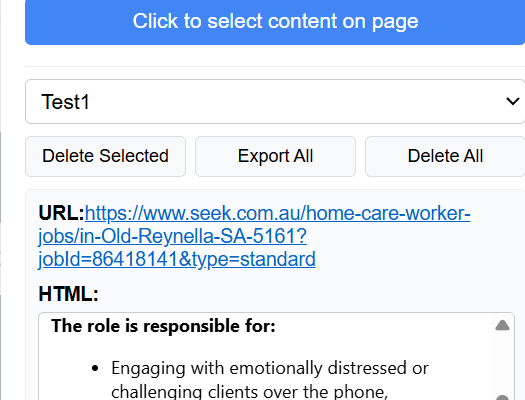 Click to select content on page
Test1
Delete Selected
Export All
Delete All
URL:https://www.seek.com.au/home-care-worker-
jobs/in-Old-Reynella-SA-5161?
jobId=86418141&type=standard
HTML:
The role is responsible for:
• Engaging with emotionally distressed or
challenging clients over the phone,